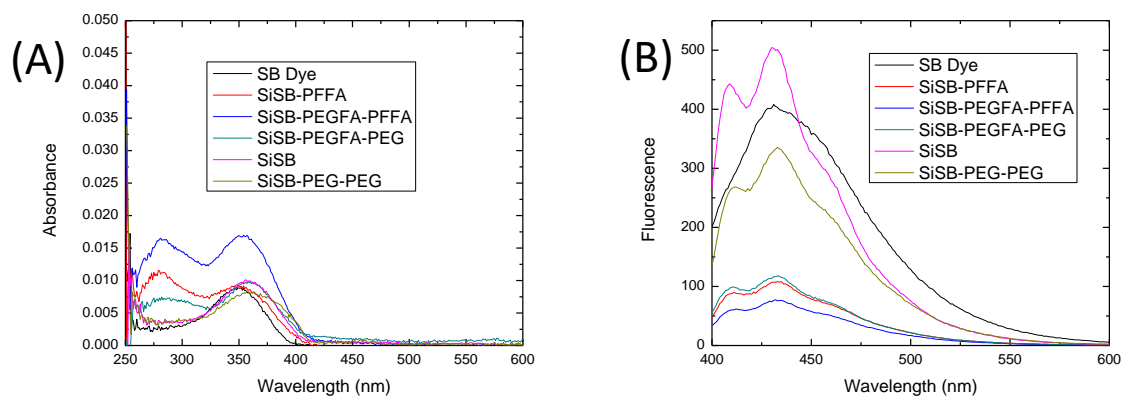 (A)
0.050
0.045
0.040
0.035
0.030
0.025
0.020
0.015
0.010
0.005
0.000
Absorbance
SB Dye
SiSB-PFFA
SiSB-PEGFA-PFFA
SiSB-PEGFA-PEG
SiSB
SiSB-PEG-PEG
250 300 350 400 450 500 550 600
Wavelength (nm)
(B)
500
400
300
200
100
0
Fluorescence
SB Dye
SiSB-PFFA
SiSB-PEGFA-PFFA
SiSB-PEGFA-PEG
SiSB
SiSB-PEG-PEG
400 450 500 550 600
Wavelength (nm)